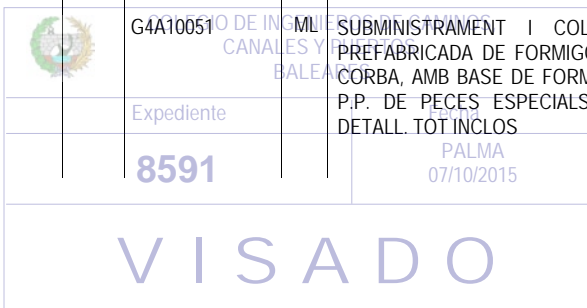 G4A10051 ML SUBMINISTRAMENT I COL
PREFABRICADA DE FORMIGO
CORBA, AMB BASE DE FORM
P.P. DE PECES ESPECIALS
DETALL. TOT INCLOS
COLEGIO DE INGENIEROS DE CAMINOS
CANALES Y PUERTOS
BALEARES
Expediente Fecha
8591 PALMA
07/10/2015
VISADO